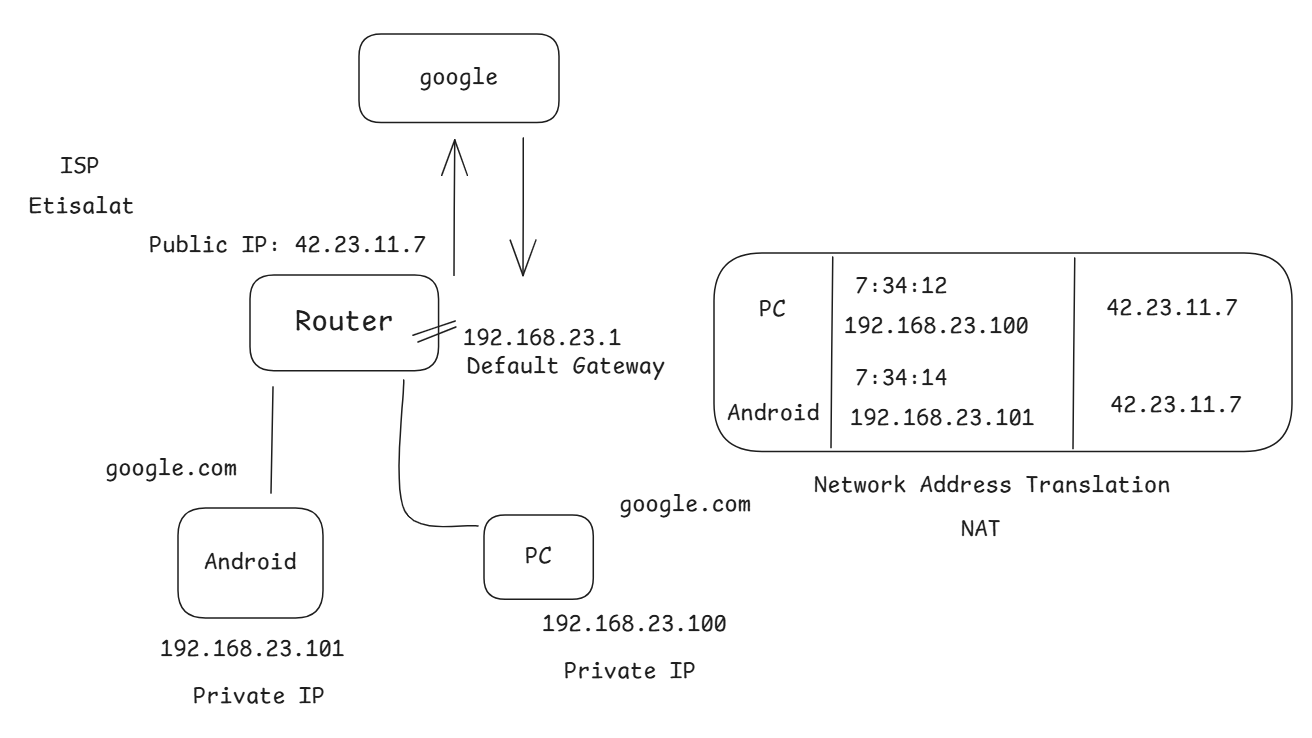 google
ISP
Etisalat
Public IP: 42.23.11.7
Router
192.168.23.1
Default Gateway
google.com
Android
192.168.23.101
Private IP
google.com
PC
192.168.23.100
Private IP
PC
7:34:12
192.168.23.100
42.23.11.7
Android
7:34:14
192.168.23.101
42.23.11.7
Network Address Translation
NAT